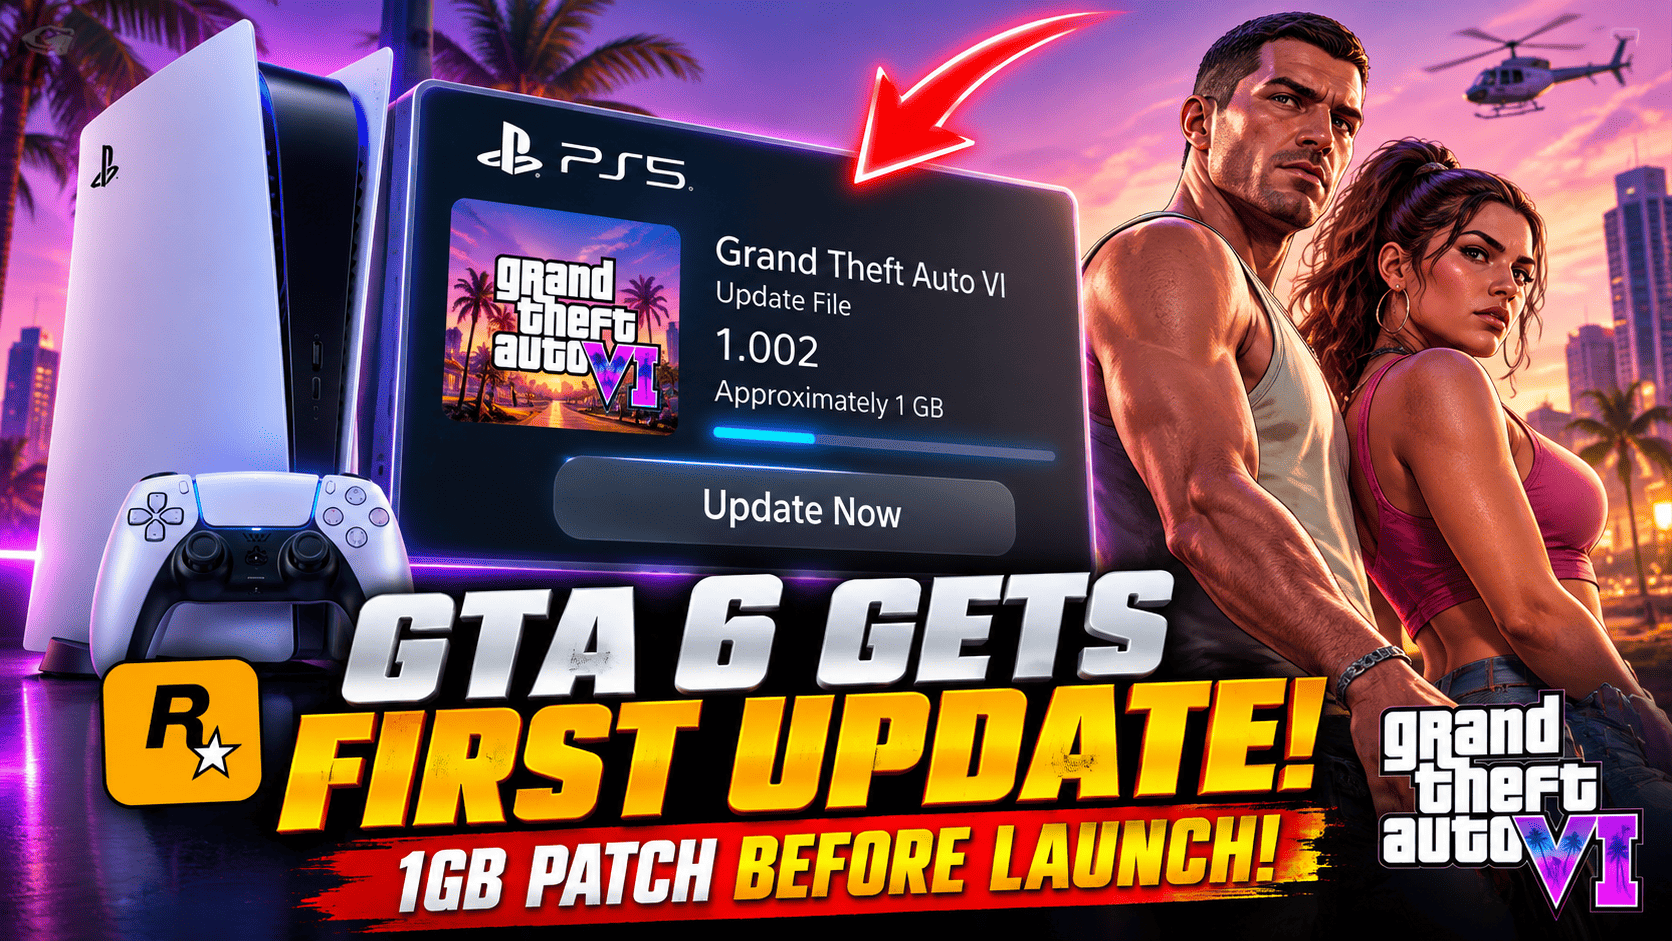 PS5
grand
theft
auto VI
Grand Theft Auto VI
Update File
1.002
Approximately 1 GB
Update Now
GTA 6 GETS
FIRST UPDATE!
1GB PATCH BEFORE LAUNCH!
R
grand
theft
auto VI